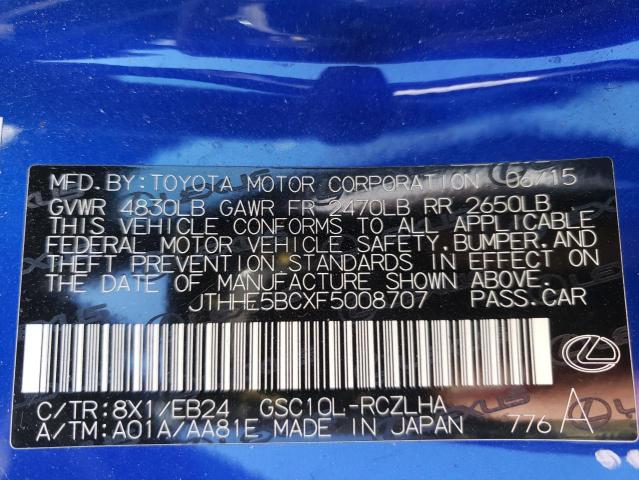 MFD. BY: TOYOTA MOTOR CORPORATION 06/15
GVWR 4830LB GAWR FR 2470LB RR 2650LB
THIS VEHICLE CONFORMS TO ALL APPLICABLE
FEDERAL MOTOR VEHICLE SAFETY, BUMPER, AND
THEFT PREVENTION STANDARDS IN EFFECT ON
THE DATE OF MANUFACTURE SHOWN ABOVE.
JTHHE5BCXF5008707 PASS. CAR
C/TR: 8X1/EB24 GSC10L-RCZLHA
A/TM: A01A/AA81E MADE IN JAPAN 776 A